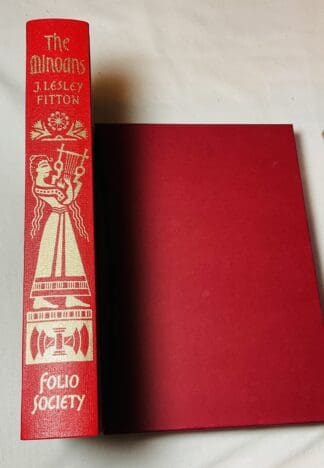 The
Minoans
J. LESLEY
FITTON
FOLIO
SOCIETY